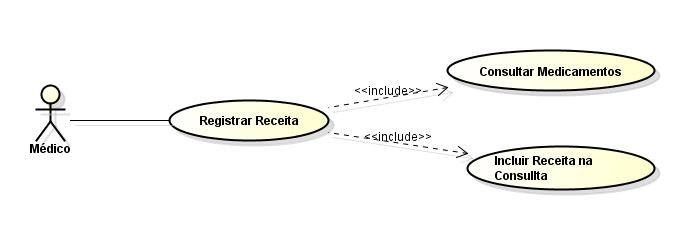 Médico
Registrar Receita
<<include>>
Consultar Medicamentos
<<include>>
Incluir Receita na
Consullta